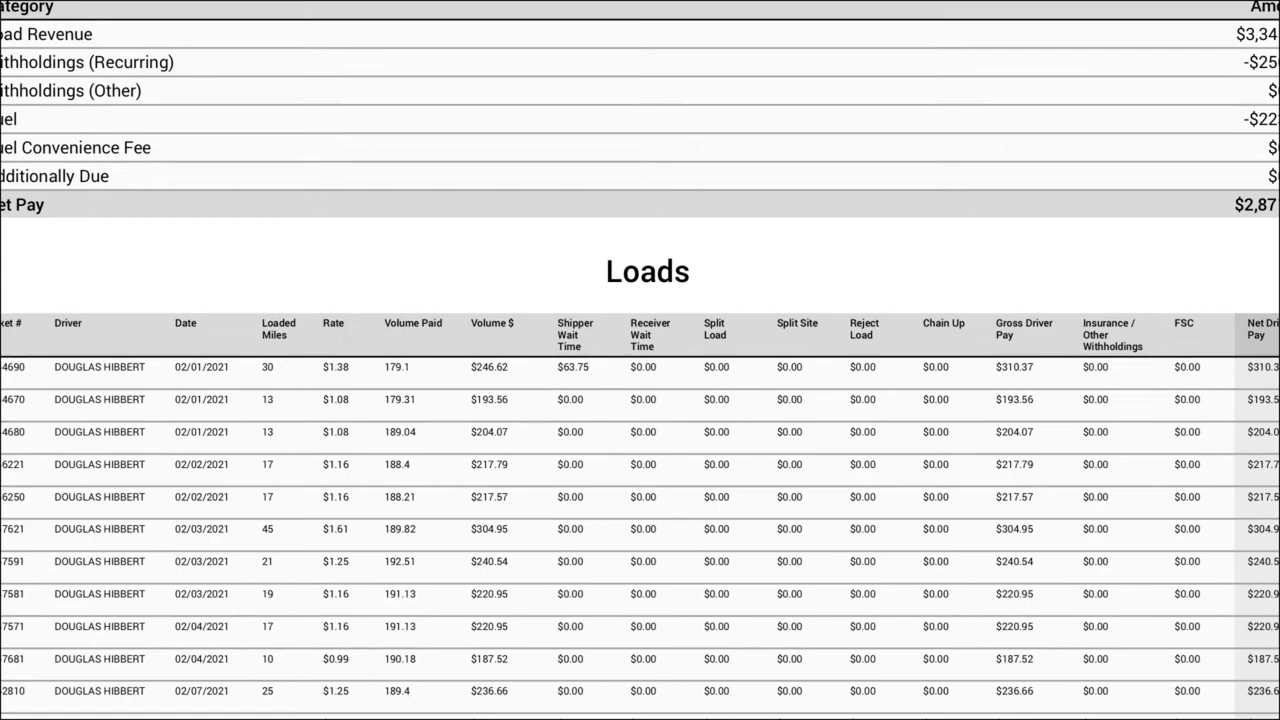 ategory Amo
oad Revenue $3,34
ithholdings (Recurring) -$25
ithholdings (Other) $
uel -$22
uel Convenience Fee $
dditionally Due $
et Pay $2,87
Loads
ket # Driver Date Loaded Miles Rate Volume Paid Volume $ Shipper Wait Time Receiver Wait Time Split Load Split Site Reject Load Chain Up Gross Driver Pay Insurance / Other Withholdings FSC Net Dri Pay
4690 DOUGLAS HIBBERT 02/01/2021 30 $1.38 179.1 $246.62 $63.75 $0.00 $0.00 $0.00 $0.00 $0.00 $310.37 $0.00 $0.00 $310.3
4670 DOUGLAS HIBBERT 02/01/2021 13 $1.08 179.31 $193.56 $0.00 $0.00 $0.00 $0.00 $0.00 $0.00 $193.56 $0.00 $0.00 $193.5
4680 DOUGLAS HIBBERT 02/01/2021 13 $1.08 189.04 $204.07 $0.00 $0.00 $0.00 $0.00 $0.00 $0.00 $204.07 $0.00 $0.00 $204.0
6221 DOUGLAS HIBBERT 02/02/2021 17 $1.16 188.4 $217.79 $0.00 $0.00 $0.00 $0.00 $0.00 $0.00 $217.79 $0.00 $0.00 $217.7
6250 DOUGLAS HIBBERT 02/02/2021 17 $1.16 188.21 $217.57 $0.00 $0.00 $0.00 $0.00 $0.00 $0.00 $217.57 $0.00 $0.00 $217.5
7621 DOUGLAS HIBBERT 02/03/2021 45 $1.61 189.82 $304.95 $0.00 $0.00 $0.00 $0.00 $0.00 $0.00 $304.95 $0.00 $0.00 $304.9
7591 DOUGLAS HIBBERT 02/03/2021 21 $1.25 192.51 $240.54 $0.00 $0.00 $0.00 $0.00 $0.00 $0.00 $240.54 $0.00 $0.00 $240.5
7581 DOUGLAS HIBBERT 02/03/2021 19 $1.16 191.13 $220.95 $0.00 $0.00 $0.00 $0.00 $0.00 $0.00 $220.95 $0.00 $0.00 $220.9
7571 DOUGLAS HIBBERT 02/04/2021 17 $1.16 191.13 $220.95 $0.00 $0.00 $0.00 $0.00 $0.00 $0.00 $220.95 $0.00 $0.00 $220.9
7681 DOUGLAS HIBBERT 02/04/2021 10 $0.99 190.18 $187.52 $0.00 $0.00 $0.00 $0.00 $0.00 $0.00 $187.52 $0.00 $0.00 $187.5
2810 DOUGLAS HIBBERT 02/07/2021 25 $1.25 189.4 $236.66 $0.00 $0.00 $0.00 $0.00 $0.00 $0.00 $236.66 $0.00 $0.00 $236.6